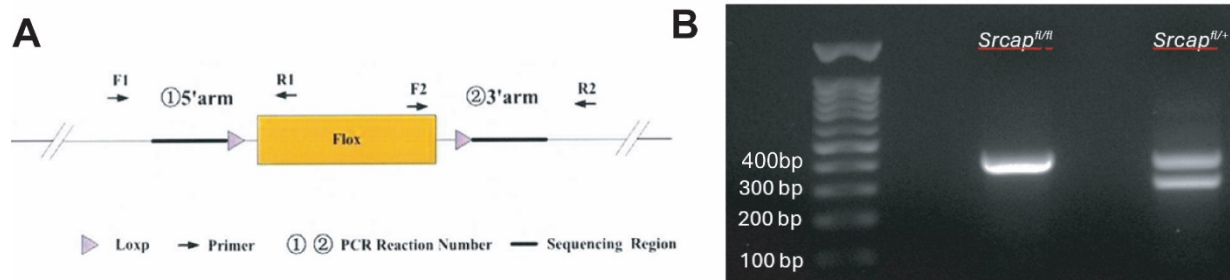 A
F1
①5'arm
R1
F2
②3'arm
R2
Flox
Loxp
Primer
① ② PCR Reaction Number
Sequencing Region
B
Srcap^fl/fl
Srcap^fl/+
400bp
300 bp
200 bp
100 bp